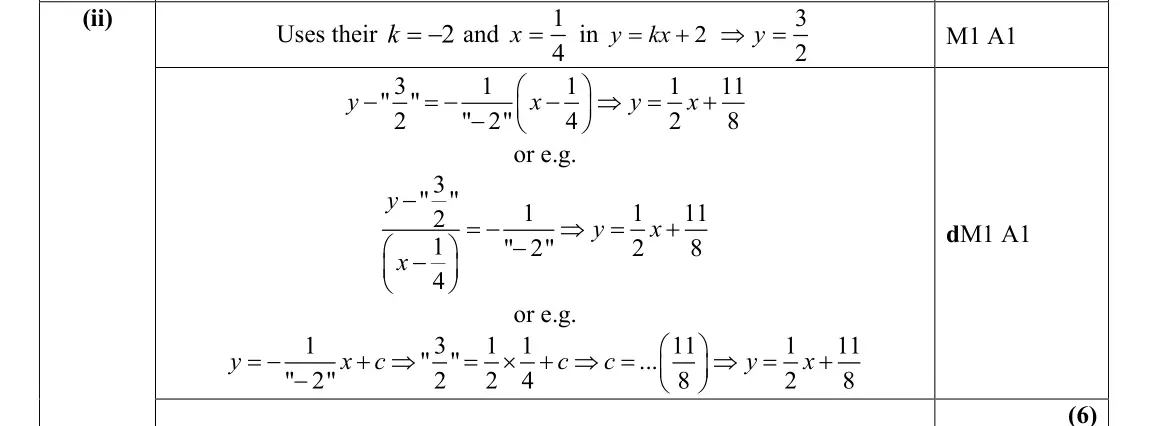 (ii) Uses their k = −2 and x = 1/4 in y = kx + 2 ⇒ y = 3/2 M1 A1
y − "3/2" = − 1/"−2" (x − 1/4) ⇒ y = 1/2 x + 11/8
or e.g.
(y − "3/2")/(x − 1/4) = − 1/"−2" ⇒ y = 1/2 x + 11/8 dM1 A1
or e.g.
y = − 1/"−2" x + c ⇒ "3/2" = 1/2 × 1/4 + c ⇒ c = ...(11/8) ⇒ y = 1/2 x + 11/8
(6)